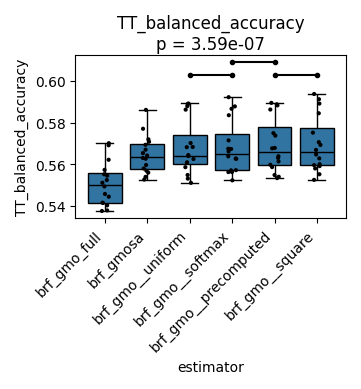 TT_balanced_accuracy
p = 3.59e-07
TT_balanced_accuracy
0.60
0.58
0.56
0.54
brf_gmo_full
brf_gmosa
brf_gmo__uniform
brf_gmo__softmax
brf_gmo__precomputed
brf_gmo__square
estimator